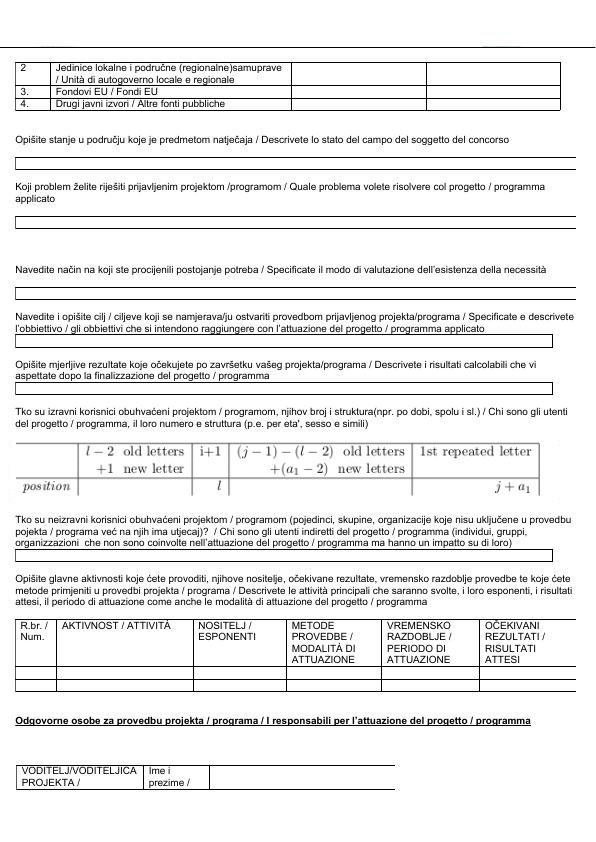 2 Jedinice lokalne i područne (regionalne)samuprave
/ Unità di autogoverno locale e regionale
3. Fondovi EU / Fondi EU
4. Drugi javni izvori / Altre fonti pubbliche
Opišite stanje u području koje je predmetom natječaja / Descrivete lo stato del campo del soggetto del concorso
Koji problem želite riješiti prijavljenim projektom /programom / Quale problema volete risolvere col progetto / programma
applicato
Navedite način na koji ste procijenili postojanje potreba / Specificate il modo di valutazione dell’esistenza della necessità
Navedite i opišite cilj / ciljeve koji se namjerava/ju ostvariti provedbom prijavljenog projekta/programa / Specificate e descrivete
l’obbiettivo / gli obbiettivi che si intendono raggiungere con l’attuazione del progetto / programma applicato
Opišite mjerljive rezultate koje očekujete po završetku vašeg projekta/programa / Descrivete i risultati calcolabili che vi
aspettate dopo la finalizzazione del progetto / programma
Tko su izravni korisnici obuhvaćeni projektom / programom, njihov broj i struktura(npr. po dobi, spolu i sl.) / Chi sono gli utenti
del progetto / programma, il loro numero e struttura (p.e. per eta', sesso e simili)
l − 2 old letters i+1 (j − 1) − (l − 2) old letters 1st repeated letter
+1 new letter +(a₁ − 2) new letters
position l j + a₁
Tko su neizravni korisnici obuhvaćeni projektom / programom (pojedinci, skupine, organizacije koje nisu uključene u provedbu
pojekta / programa već na njih ima utjecaj)? / Chi sono gli utenti indiretti del progetto / programma (individui, gruppi,
organizzazioni che non sono coinvolte nell’attuazione del progetto / programma ma hanno un impatto su di loro)
Opišite glavne aktivnosti koje ćete provoditi, njihove nositelje, očekivane rezultate, vremensko razdoblje provedbe te koje ćete
metode primijeniti u provedbi projekta / programa / Descrivete le attività principali che saranno svolte, i loro esponenti, i risultati
attesi, il periodo di attuazione come anche le modalità di attuazione del progetto / programma
R.br. / AKTIVNOST / ATTIVITÀ NOSITELJ / METODE VREMENSKO OČEKIVANI
Num. ESPONENTI PROVEDBE / RAZDOBLJE / REZULTATI /
MODALITÀ DI PERIODO DI RISULTATI
ATTUAZIONE ATTUAZIONE ATTESI
Odgovorne osobe za provedbu projekta / programa / I responsabili per l’attuazione del progetto / programma
VODITELJ/VODITELJICA Ime i
PROJEKTA / prezime /